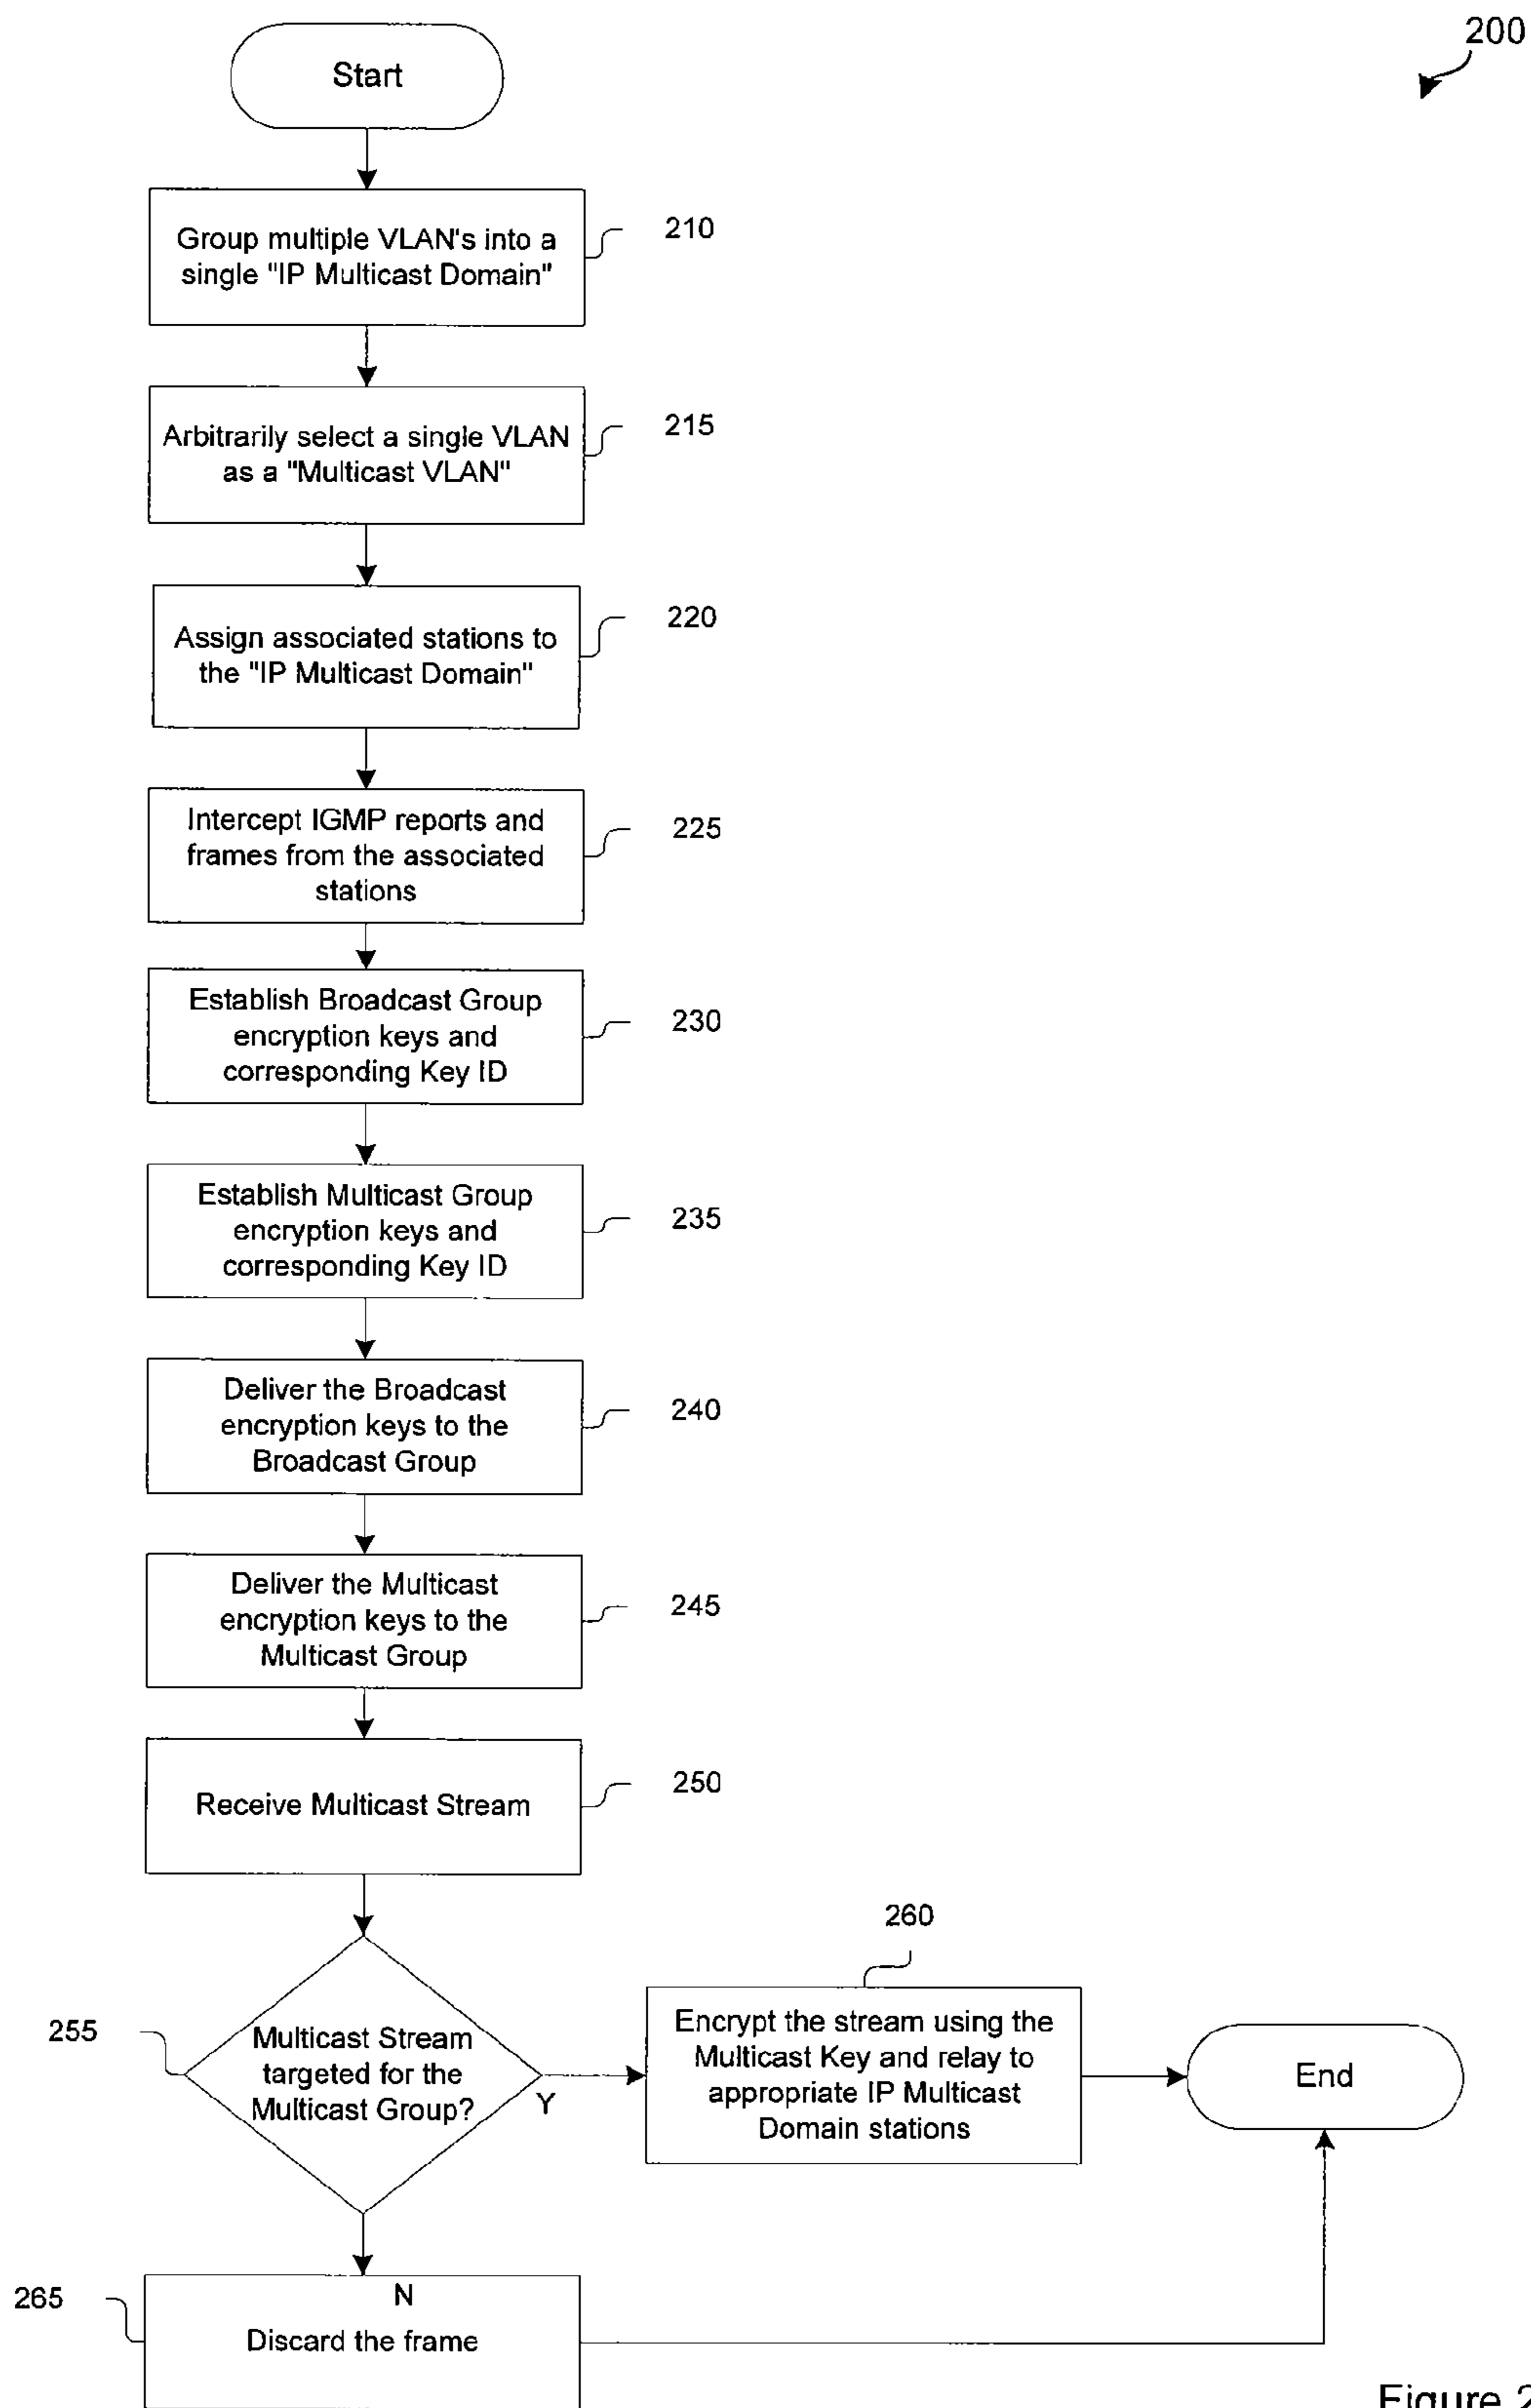 200
Start
Group multiple VLAN's into a
single "IP Multicast Domain"
210
Arbitrarily select a single VLAN
as a "Multicast VLAN"
215
Assign associated stations to
the "IP Multicast Domain"
220
Intercept IGMP reports and
frames from the associated
stations
225
Establish Broadcast Group
encryption keys and
corresponding Key ID
230
Establish Multicast Group
encryption keys and
corresponding Key ID
235
Deliver the Broadcast
encryption keys to the
Broadcast Group
240
Deliver the Multicast
encryption keys to the
Multicast Group
245
Receive Multicast Stream
250
255
Multicast Stream
targeted for the
Multicast Group?
Y
260
Encrypt the stream using the
Multicast Key and relay to
appropriate IP Multicast
Domain stations
End
265
N
Discard the frame
Figure 2